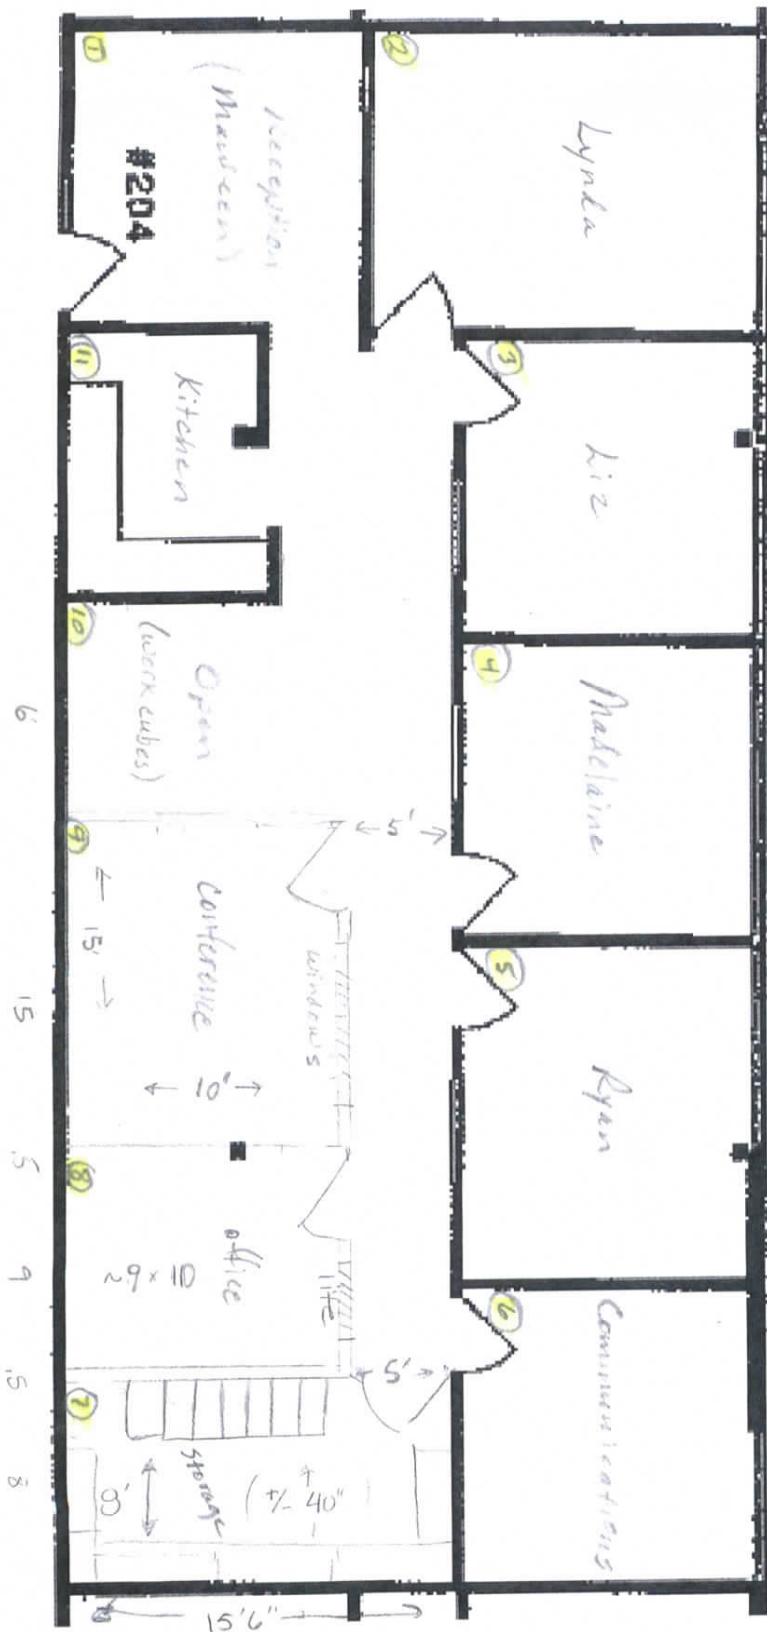 1
Reception
(Maureen)
#204
2
Lynda
3
Liz
11
Kitchen
4
Madelaine
10
Open
(work cubes)
6
← 5' →
9
conference
windows
← 15' →
← 10' →
15
5
Ryan
8
office
~9 x 10
lite
.5
9
6
Communications
← 5' →
7
storage
8'
(+/- 40"
.5
8
15'6"